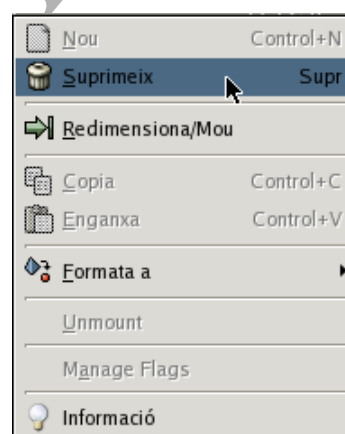 Nou Control+N
Suprimeix Supr
Redimensiona/Mou
Copia Control+C
Enganxa Control+V
Formata a
Unmount
Manage Flags
Informació